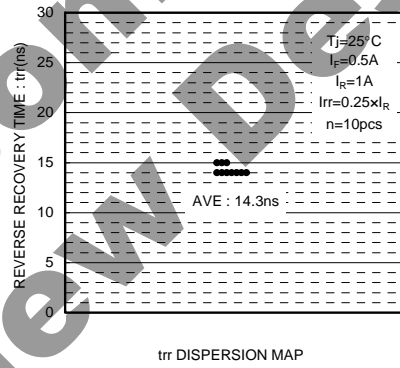 30
25
20
15
10
5
0
REVERSE RECOVERY TIME : trr(ns)
Tj=25°C
IF=0.5A
IR=1A
Irr=0.25×IR
n=10pcs
AVE : 14.3ns
trr DISPERSION MAP